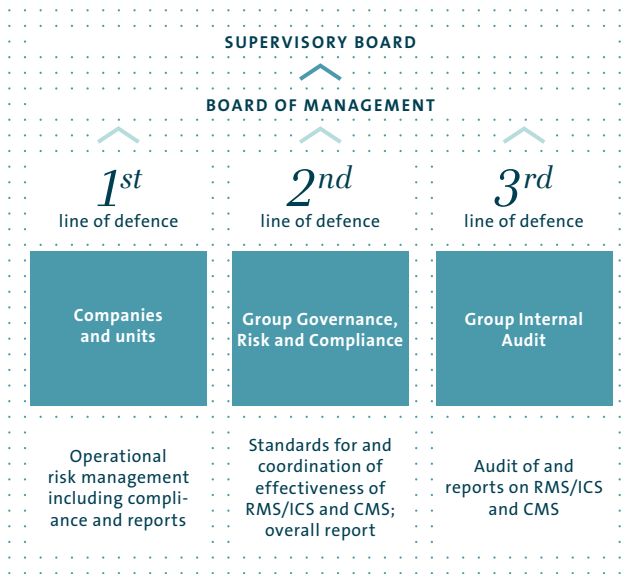 SUPERVISORY BOARD
BOARD OF MANAGEMENT
1st
line of defence
Companies
and units
Operational
risk management
including compli-
ance and reports
2nd
line of defence
Group Governance,
Risk and Compliance
Standards for and
coordination of
effectiveness of
RMS/ICS and CMS;
overall report
3rd
line of defence
Group Internal
Audit
Audit of and
reports on RMS/ICS
and CMS